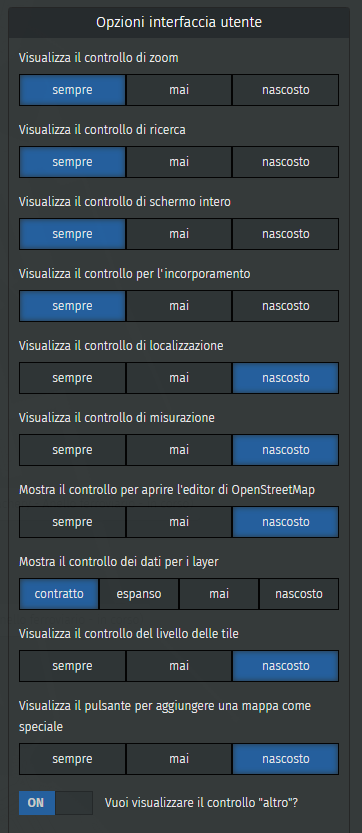 Opzioni interfaccia utente
Visualizza il controllo di zoom
sempre mai nascosto
Visualizza il controllo di ricerca
sempre mai nascosto
Visualizza il controllo di schermo intero
sempre mai nascosto
Visualizza il controllo per l'incorporamento
sempre mai nascosto
Visualizza il controllo di localizzazione
sempre mai nascosto
Visualizza il controllo di misurazione
sempre mai nascosto
Mostra il controllo per aprire l'editor di OpenStreetMap
sempre mai nascosto
Mostra il controllo dei dati per i layer
contratto espanso mai nascosto
Visualizza il controllo del livello delle tile
sempre mai nascosto
Visualizza il pulsante per aggiungere una mappa come
speciale
sempre mai nascosto
ON Vuoi visualizzare il controllo "altro"?